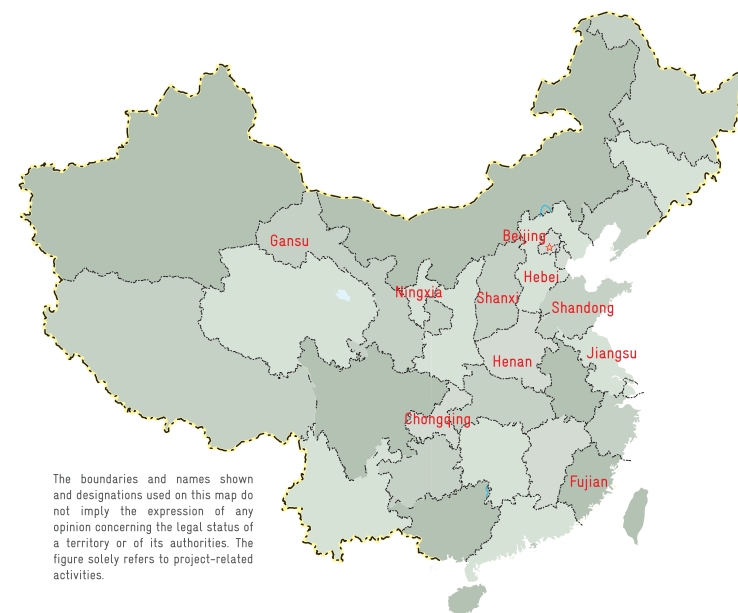 Beijing
Gansu
Hebei
Ningxia
Shanxi
Shandong
Jiangsu
Henan
Chongqing
Fujian
The boundaries and names shown
and designations used on this map do
not imply the expression of any
opinion concerning the legal status of
a territory or of its authorities. The
figure solely refers to project-related
activities.